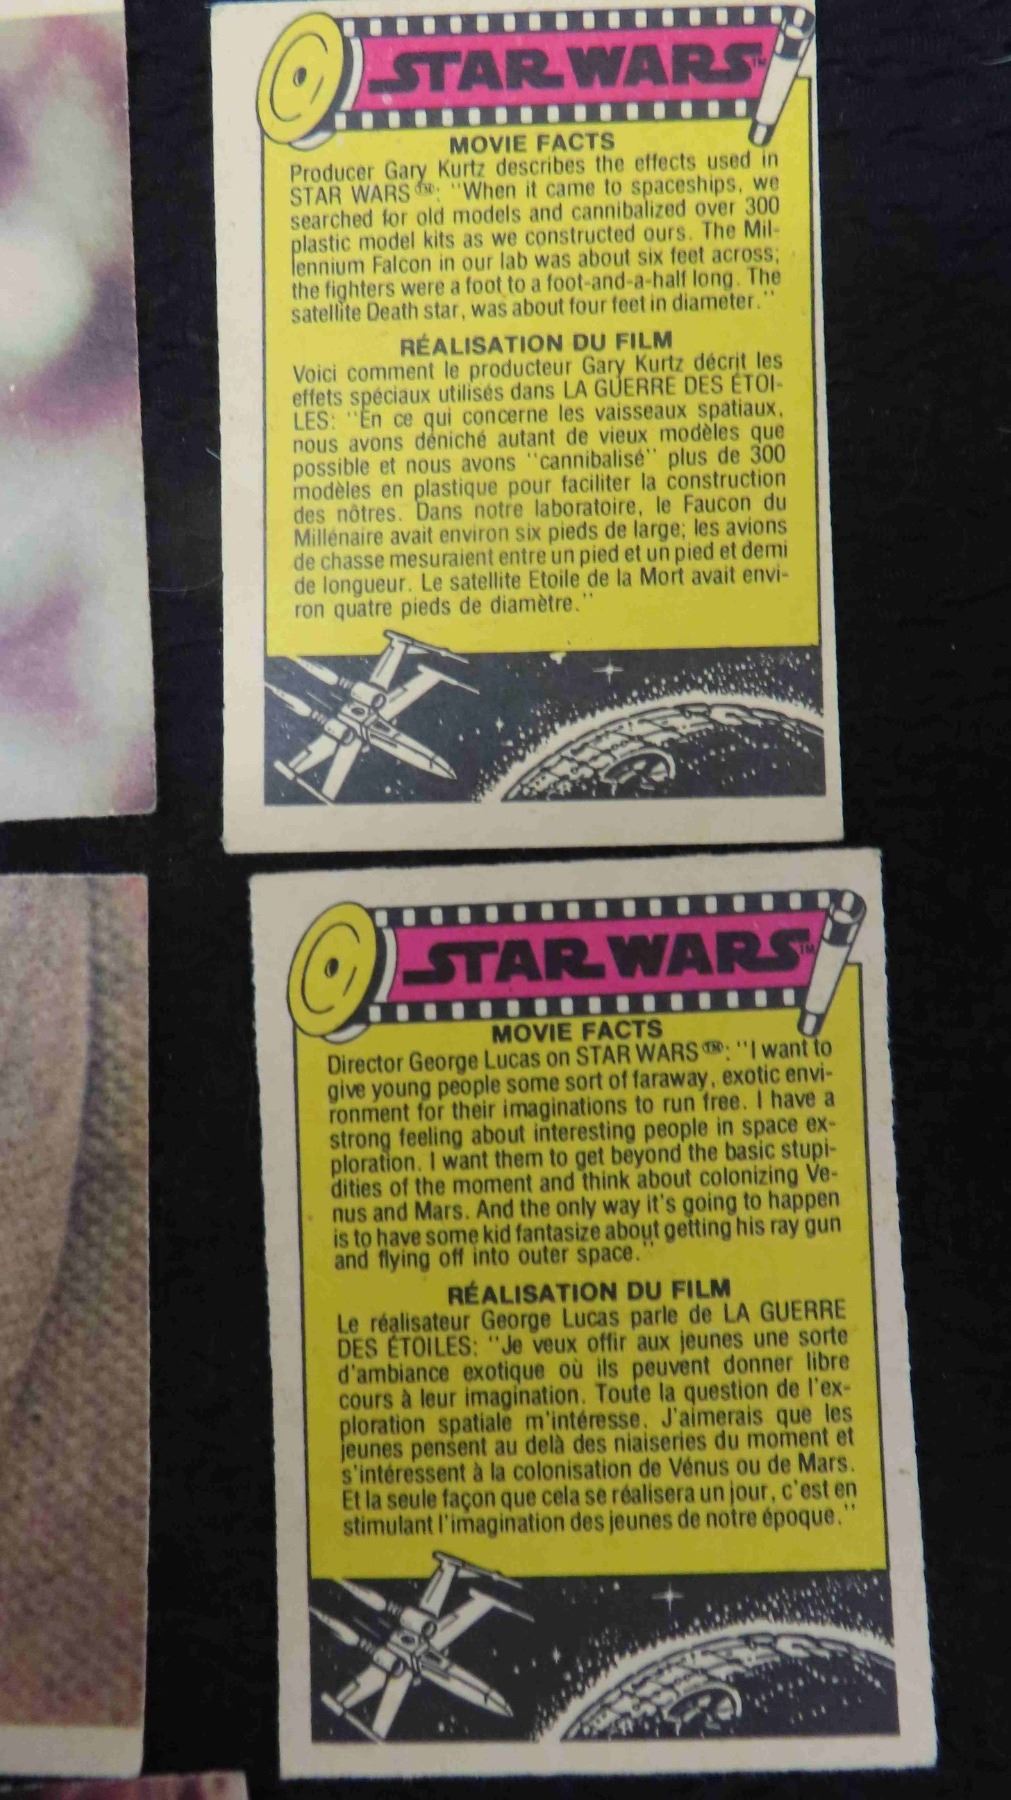 STAR WARS™
MOVIE FACTS
Producer Gary Kurtz describes the effects used in
STAR WARS™: "When it came to spaceships, we
searched for old models and cannibalized over 300
plastic model kits as we constructed ours. The Mil-
lennium Falcon in our lab was about six feet across;
the fighters were a foot to a foot-and-a-half long. The
satellite Death star, was about four feet in diameter."
RÉALISATION DU FILM
Voici comment le producteur Gary Kurtz décrit les
effets spéciaux utilisés dans LA GUERRE DES ÉTOI-
LES: "En ce qui concerne les vaisseaux spatiaux,
nous avons déniché autant de vieux modèles que
possible et nous avons "cannibalisé" plus de 300
modèles en plastique pour faciliter la construction
des nôtres. Dans notre laboratoire, le Faucon du
Millénaire avait environ six pieds de large; les avions
de chasse mesuraient entre un pied et un pied et demi
de longueur. Le satellite Etoile de la Mort avait envi-
ron quatre pieds de diamètre."
STAR WARS™
MOVIE FACTS
Director George Lucas on STAR WARS™: "I want to
give young people some sort of faraway, exotic envi-
ronment for their imaginations to run free. I have a
strong feeling about interesting people in space ex-
ploration. I want them to get beyond the basic stupi-
dities of the moment and think about colonizing Ve-
nus and Mars. And the only way it's going to happen
is to have some kid fantasize about getting his ray gun
and flying off into outer space."
RÉALISATION DU FILM
Le réalisateur George Lucas parle de LA GUERRE
DES ÉTOILES: "Je veux offir aux jeunes une sorte
d'ambiance exotique où ils peuvent donner libre
cours à leur imagination. Toute la question de l'ex-
ploration spatiale m'intéresse. J'aimerais que les
jeunes pensent au delà des niaiseries du moment et
s'intéressent à la colonisation de Vénus ou de Mars.
Et la seule façon que cela se réalisera un jour, c'est en
stimulant l'imagination des jeunes de notre époque."